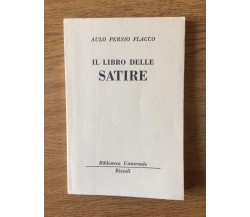 AULO PERSIO FLACCO
IL LIBRO DELLE
SATIRE
Biblioteca Universale
Rizzoli